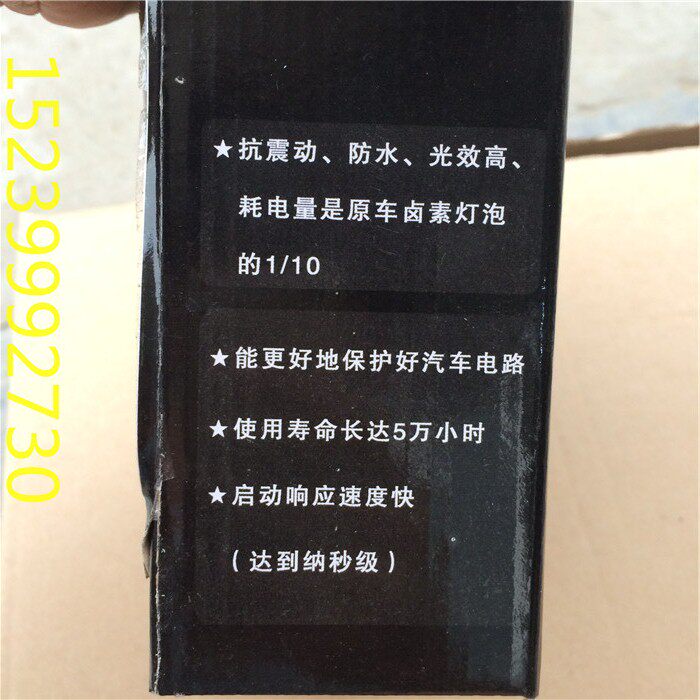 15239992730
★抗震动、防水、光效高、
耗电量是原车卤素灯泡
的1/10
★能更好地保护好汽车电路
★使用寿命长达5万小时
★启动响应速度快
（达到纳秒级）